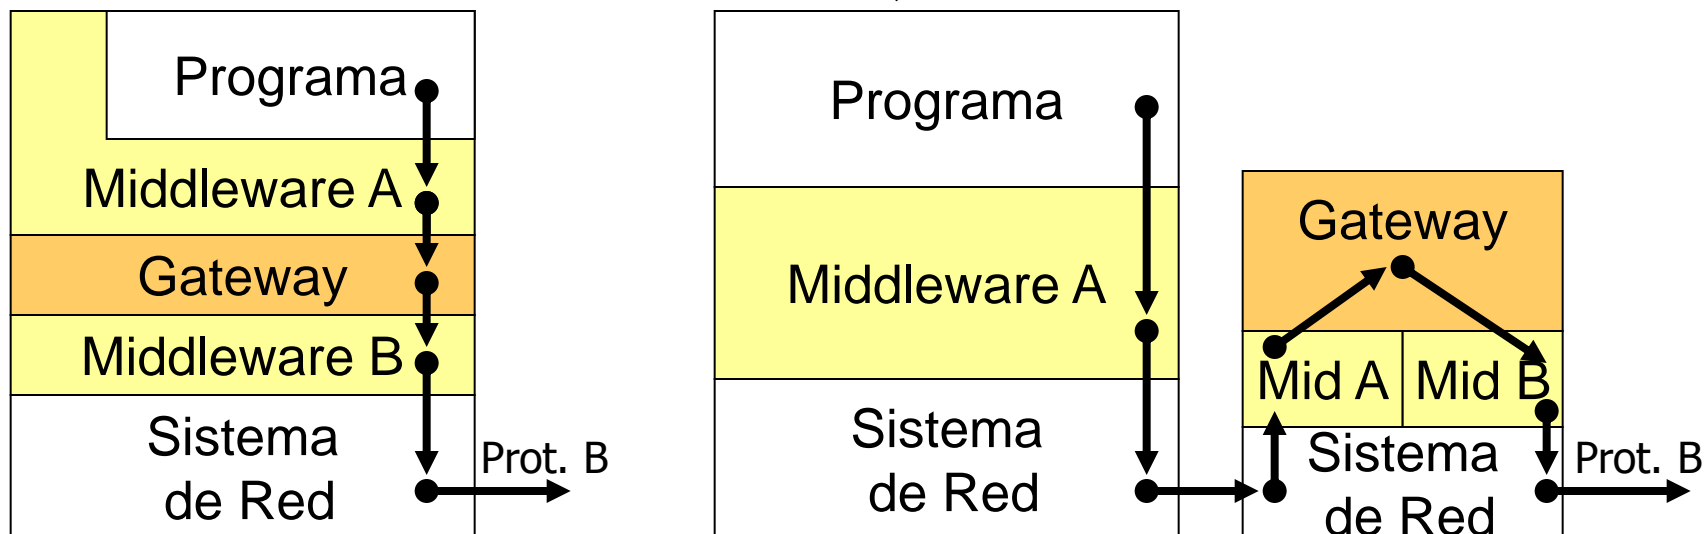 Programa
Middleware A
Gateway
Middleware B
Sistema
de Red
Prot. B
Programa
Middleware A
Sistema
de Red
Gateway
Mid A
Mid B
Sistema
de Red
Prot. B